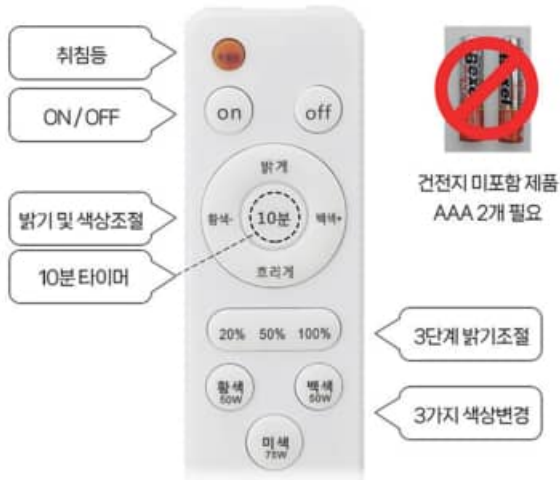 취침등
ON / OFF
on
off
밝게
밝기 및 색상조절
황색-
10분
백색+
10분 타이머
흐리게
20% 50% 100%
3단계 밝기조절
황색
50W
백색
50W
3가지 색상변경
미색
75W
건전지 미포함 제품
AAA 2개 필요